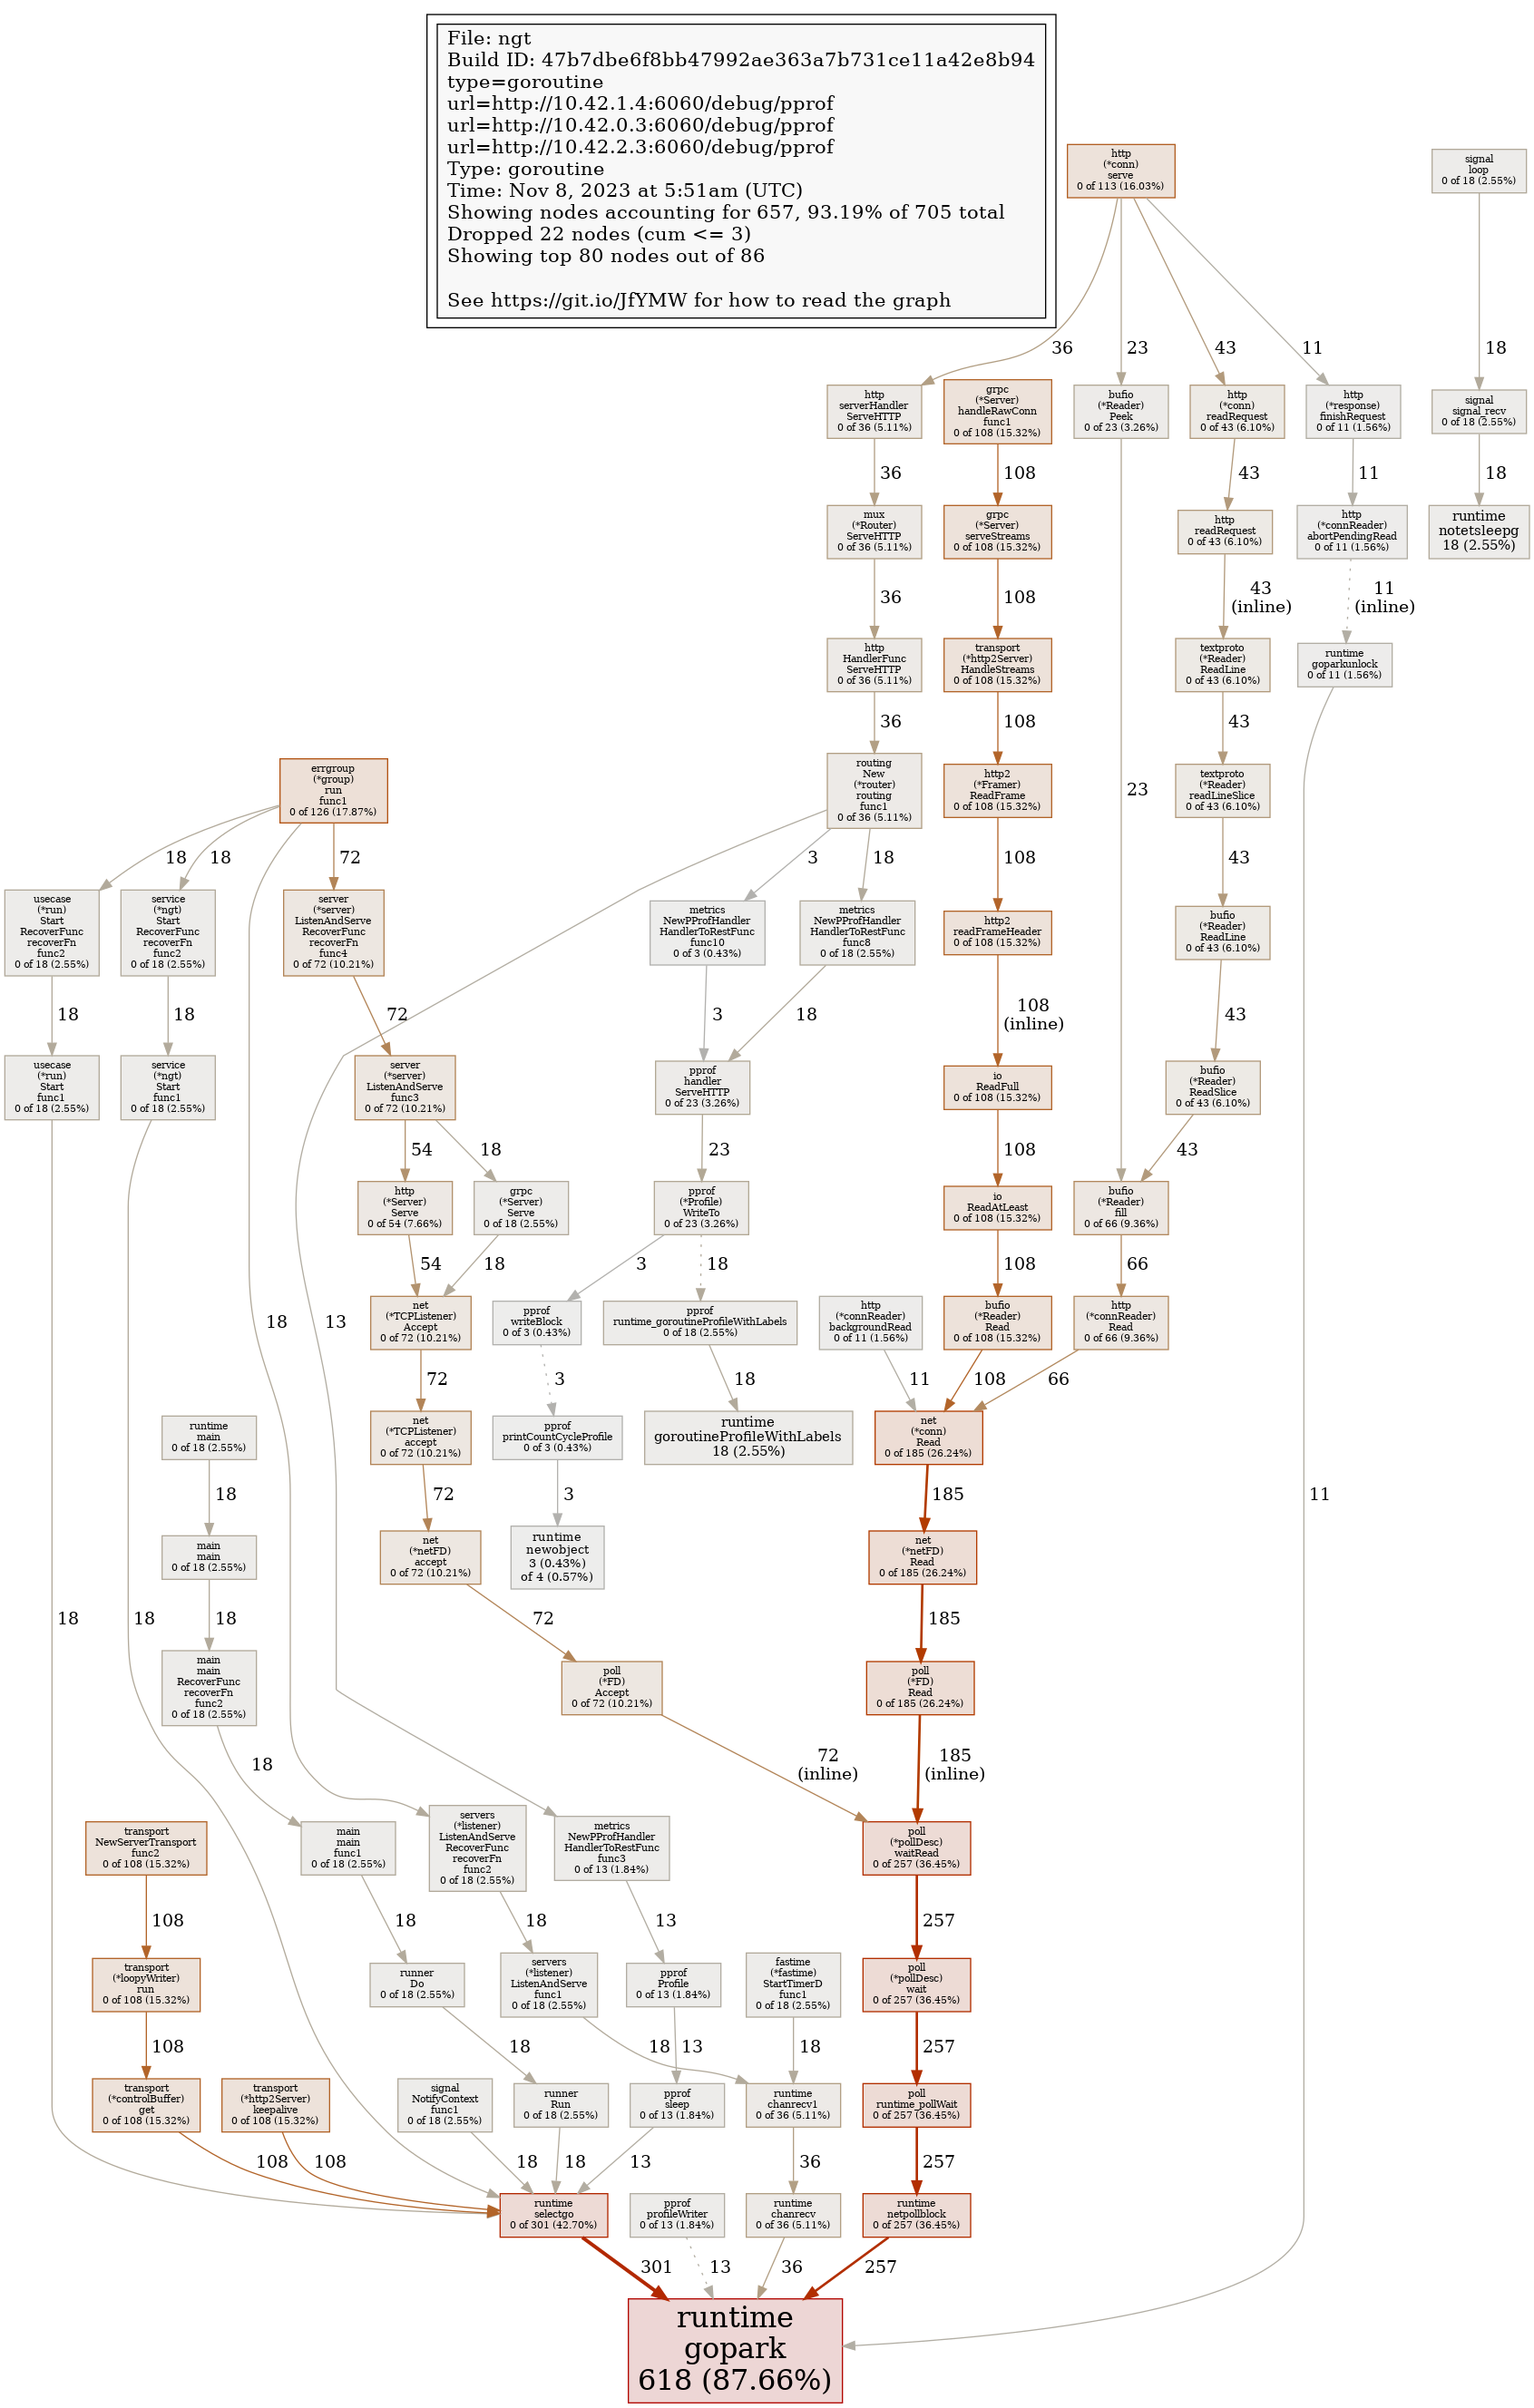 File: ngt
Build ID: 47b7dbe6f8bb47992ae363a7b731ce11a42e8b94
type=goroutine
url=http://10.42.1.4:6060/debug/pprof
url=http://10.42.0.3:6060/debug/pprof
url=http://10.42.2.3:6060/debug/pprof
Type: goroutine
Time: Nov 8, 2023 at 5:51am (UTC)
Showing nodes accounting for 657, 93.19% of 705 total
Dropped 22 nodes (cum <= 3)
Showing top 80 nodes out of 86
See https://git.io/JfYMW for how to read the graph
http
(*conn)
serve
0 of 113 (16.03%)
signal
loop
0 of 18 (2.55%)
36
23
43
11
18
http
serverHandler
ServeHTTP
0 of 36 (5.11%)
grpc
(*Server)
handleRawConn
func1
0 of 108 (15.32%)
bufio
(*Reader)
Peek
0 of 23 (3.26%)
http
(*conn)
readRequest
0 of 43 (6.10%)
http
(*response)
finishRequest
0 of 11 (1.56%)
signal
signal_recv
0 of 18 (2.55%)
36
108
43
11
18
mux
(*Router)
ServeHTTP
0 of 36 (5.11%)
grpc
(*Server)
serveStreams
0 of 108 (15.32%)
http
readRequest
0 of 43 (6.10%)
http
(*connReader)
abortPendingRead
0 of 11 (1.56%)
runtime
notetsleepg
18 (2.55%)
36
108
43
(inline)
11
(inline)
http
HandlerFunc
ServeHTTP
0 of 36 (5.11%)
transport
(*http2Server)
HandleStreams
0 of 108 (15.32%)
textproto
(*Reader)
ReadLine
0 of 43 (6.10%)
runtime
goparkunlock
0 of 11 (1.56%)
36
108
43
errgroup
(*group)
run
func1
0 of 126 (17.87%)
routing
New
(*router)
routing
func1
0 of 36 (5.11%)
http2
(*Framer)
ReadFrame
0 of 108 (15.32%)
23
textproto
(*Reader)
readLineSlice
0 of 43 (6.10%)
18
18
72
3
18
108
43
usecase
(*run)
Start
RecoverFunc
recoverFn
func2
0 of 18 (2.55%)
service
(*ngt)
Start
RecoverFunc
recoverFn
func2
0 of 18 (2.55%)
server
(*server)
ListenAndServe
RecoverFunc
recoverFn
func4
0 of 72 (10.21%)
metrics
NewPProfHandler
HandlerToRestFunc
func10
0 of 3 (0.43%)
metrics
NewPProfHandler
HandlerToRestFunc
func8
0 of 18 (2.55%)
http2
readFrameHeader
0 of 108 (15.32%)
bufio
(*Reader)
ReadLine
0 of 43 (6.10%)
18
18
72
3
18
108
(inline)
43
usecase
(*run)
Start
func1
0 of 18 (2.55%)
service
(*ngt)
Start
func1
0 of 18 (2.55%)
server
(*server)
ListenAndServe
func3
0 of 72 (10.21%)
pprof
handler
ServeHTTP
0 of 23 (3.26%)
io
ReadFull
0 of 108 (15.32%)
bufio
(*Reader)
ReadSlice
0 of 43 (6.10%)
54
18
23
108
43
http
(*Server)
Serve
0 of 54 (7.66%)
grpc
(*Server)
Serve
0 of 18 (2.55%)
pprof
(*Profile)
WriteTo
0 of 23 (3.26%)
io
ReadAtLeast
0 of 108 (15.32%)
bufio
(*Reader)
fill
0 of 66 (9.36%)
54
18
3
18
108
66
18
13
net
(*TCPListener)
Accept
0 of 72 (10.21%)
pprof
writeBlock
0 of 3 (0.43%)
pprof
runtime_goroutineProfileWithLabels
0 of 18 (2.55%)
http
(*connReader)
backgroundRead
0 of 11 (1.56%)
bufio
(*Reader)
Read
0 of 108 (15.32%)
http
(*connReader)
Read
0 of 66 (9.36%)
72
3
18
11
108
66
runtime
main
0 of 18 (2.55%)
net
(*TCPListener)
accept
0 of 72 (10.21%)
pprof
printCountCycleProfile
0 of 3 (0.43%)
runtime
goroutineProfileWithLabels
18 (2.55%)
net
(*conn)
Read
0 of 185 (26.24%)
18
72
3
185
11
main
main
0 of 18 (2.55%)
net
(*netFD)
accept
0 of 72 (10.21%)
runtime
newobject
3 (0.43%)
of 4 (0.57%)
net
(*netFD)
Read
0 of 185 (26.24%)
18
18
18
72
185
main
main
RecoverFunc
recoverFn
func2
0 of 18 (2.55%)
poll
(*FD)
Accept
0 of 72 (10.21%)
poll
(*FD)
Read
0 of 185 (26.24%)
18
72
(inline)
185
(inline)
transport
NewServerTransport
func2
0 of 108 (15.32%)
main
main
func1
0 of 18 (2.55%)
servers
(*listener)
ListenAndServe
RecoverFunc
recoverFn
func2
0 of 18 (2.55%)
metrics
NewPProfHandler
HandlerToRestFunc
func3
0 of 13 (1.84%)
poll
(*pollDesc)
waitRead
0 of 257 (36.45%)
108
18
18
13
257
transport
(*loopyWriter)
run
0 of 108 (15.32%)
runner
Do
0 of 18 (2.55%)
servers
(*listener)
ListenAndServe
func1
0 of 18 (2.55%)
pprof
Profile
0 of 13 (1.84%)
fastime
(*fastime)
StartTimerD
func1
0 of 18 (2.55%)
poll
(*pollDesc)
wait
0 of 257 (36.45%)
108
18
18
13
18
257
transport
(*controlBuffer)
get
0 of 108 (15.32%)
transport
(*http2Server)
keepalive
0 of 108 (15.32%)
signal
NotifyContext
func1
0 of 18 (2.55%)
runner
Run
0 of 18 (2.55%)
pprof
sleep
0 of 13 (1.84%)
runtime
chanrecv1
0 of 36 (5.11%)
poll
runtime_pollWait
0 of 257 (36.45%)
108
108
18
18
13
36
257
runtime
selectgo
0 of 301 (42.70%)
pprof
profileWriter
0 of 13 (1.84%)
runtime
chanrecv
0 of 36 (5.11%)
runtime
netpollblock
0 of 257 (36.45%)
301
13
36
257
runtime
gopark
618 (87.66%)